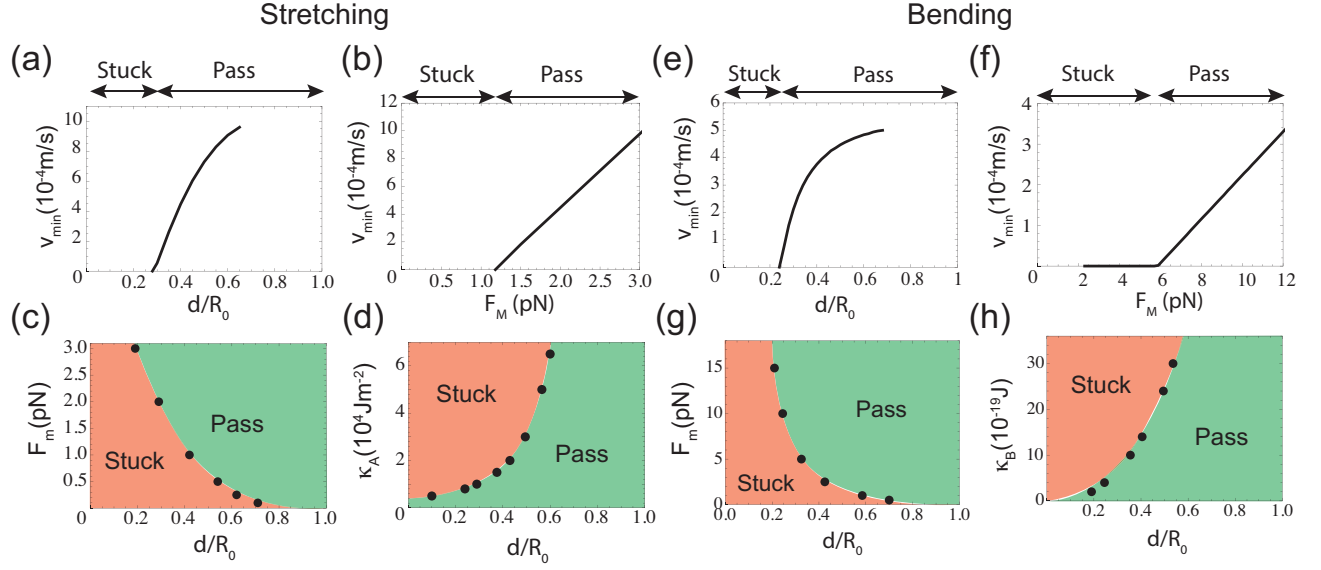 Stretching
Bending
(a)
Stuck
Pass
v_min(10^-4 m/s)
10
8
6
4
2
0
0.2
0.4
0.6
0.8
1.0
d/R_0
(b)
Stuck
Pass
v_min(10^-4 m/s)
12
10
8
6
4
2
0
0.5
1.0
1.5
2.0
2.5
3.0
F_M (pN)
(e)
Stuck
Pass
v_min(10^-4 m/s)
6
5
4
3
2
1
0
0.2
0.4
0.6
0.8
1
d/R_0
(f)
Stuck
Pass
v_min(10^-4 m/s)
4
3
2
1
0
2
4
6
8
10
12
F_M (pN)
(c)
F_m(pN)
3.0
2.5
2.0
1.5
1.0
0.5
0
Stuck
Pass
0.2
0.4
0.6
0.8
1.0
d/R_0
(d)
κ_A(10^4 Jm^-2)
6
4
2
0
Stuck
Pass
0.2
0.4
0.6
0.8
1.0
d/R_0
(g)
F_m(pN)
15
10
5
0
Stuck
Pass
0.0
0.2
0.4
0.6
0.8
1.0
d/R_0
(h)
κ_B(10^-19 J)
30
20
10
0
Stuck
Pass
0.2
0.4
0.6
0.8
1.0
d/R_0